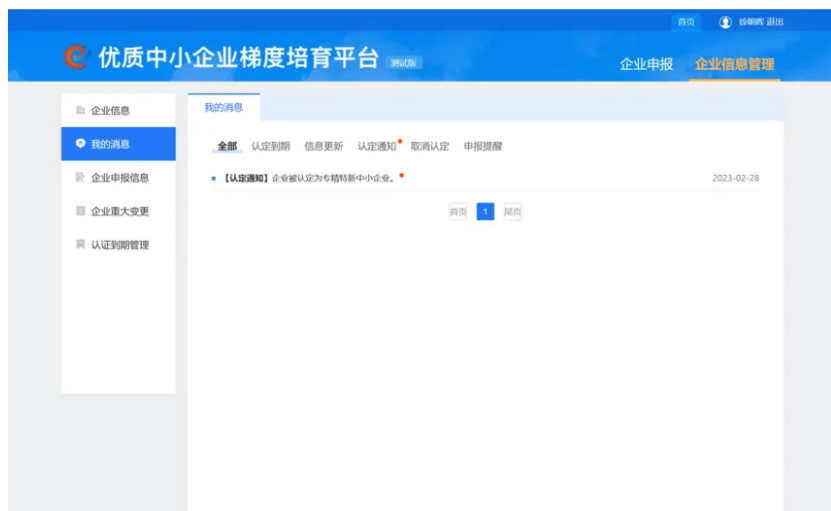 首页 徐朝晖 退出
优质中小企业梯度培育平台 测试版
企业申报 企业信息管理
企业信息
我的消息
企业申报信息
企业重大变更
认证到期管理
我的消息
全部 认定到期 信息更新 认定通知 取消认定 申报提醒
【认定通知】企业被认定为专精特新中小企业。 2023-02-28
首页 1 尾页